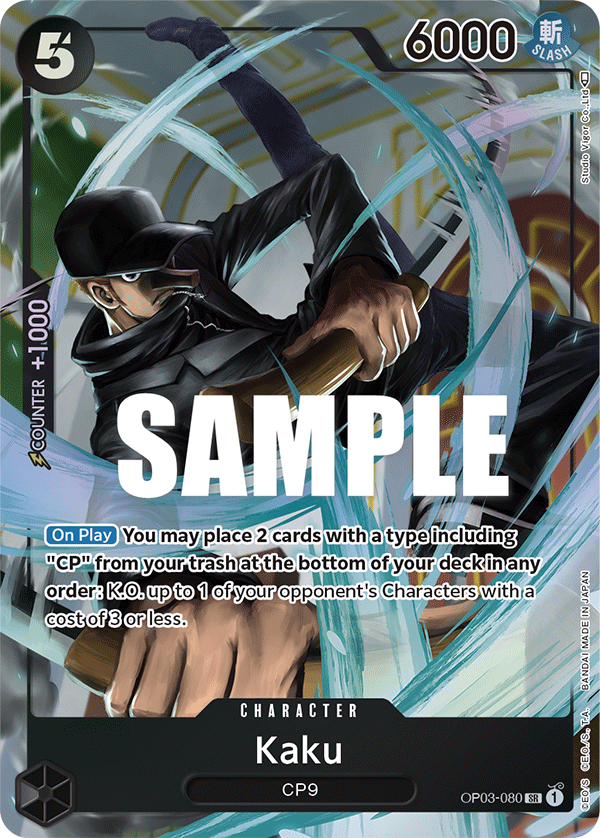 5
6000
斬
SLASH
Studio Vigor Co.,Ltd
COUNTER +1000
SAMPLE
On Play You may place 2 cards with a type including
"CP" from your trash at the bottom of your deck in any
order: K.O. up to 1 of your opponent's Characters with a
cost of 3 or less.
CHARACTER
Kaku
CP9
OP03-080 SR 1
©EO/S ©E.O./S., T.A. BANDAI MADE IN JAPAN